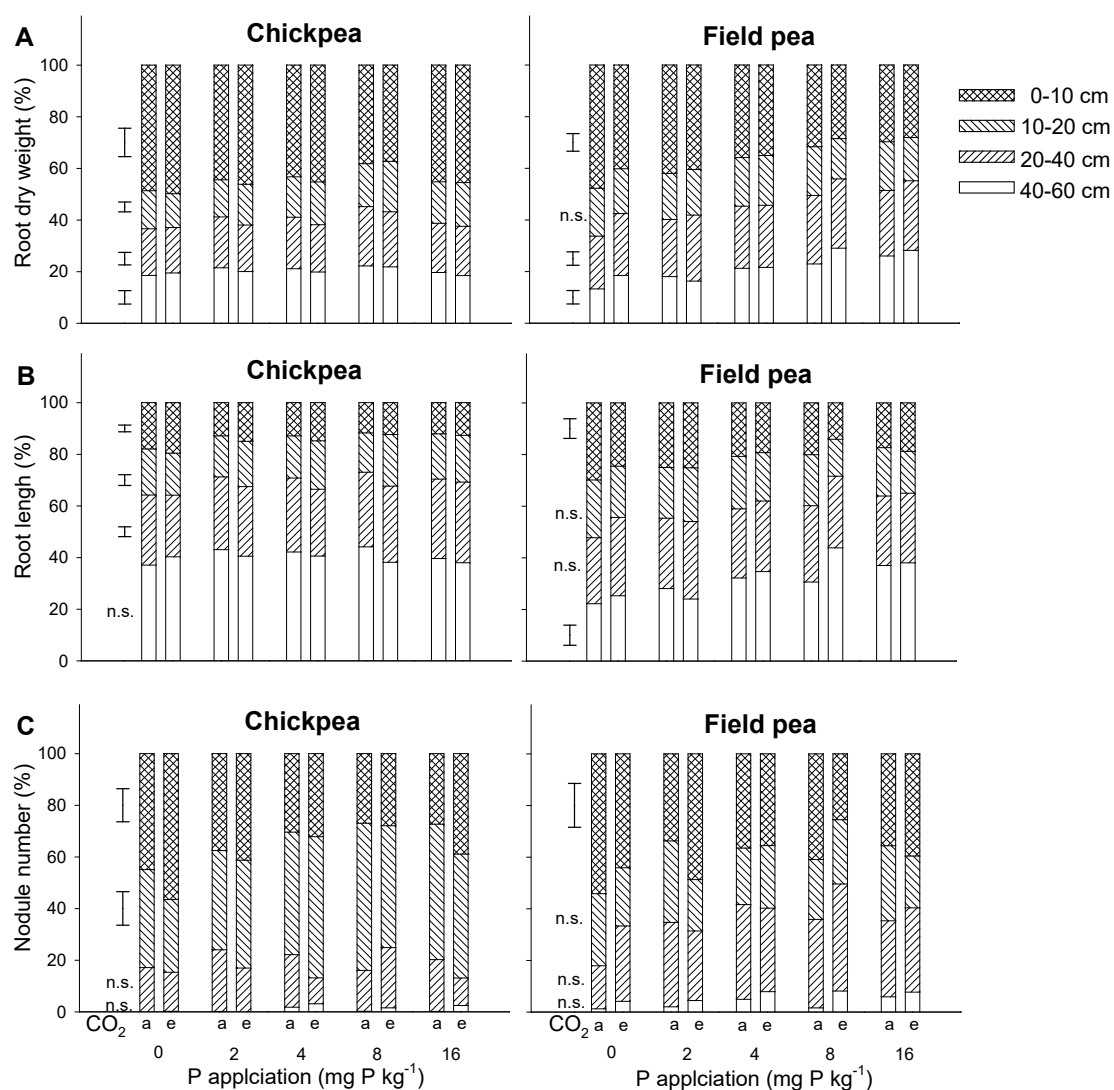 A
Chickpea
Field pea
0-10 cm
10-20 cm
20-40 cm
40-60 cm
Root dry weight (%)
100
80
60
40
20
0
n.s.
B
Chickpea
Field pea
Root lengh (%)
100
80
60
40
20
0
n.s.
n.s.
n.s.
C
Chickpea
Field pea
Nodule number (%)
100
80
60
40
20
0
n.s.
n.s.
n.s.
n.s.
n.s.
CO2 a e a e a e a e a e a e a e a e a e a e
0 2 4 8 16 0 2 4 8 16
P applciation (mg P kg-1) P applciation (mg P kg-1)